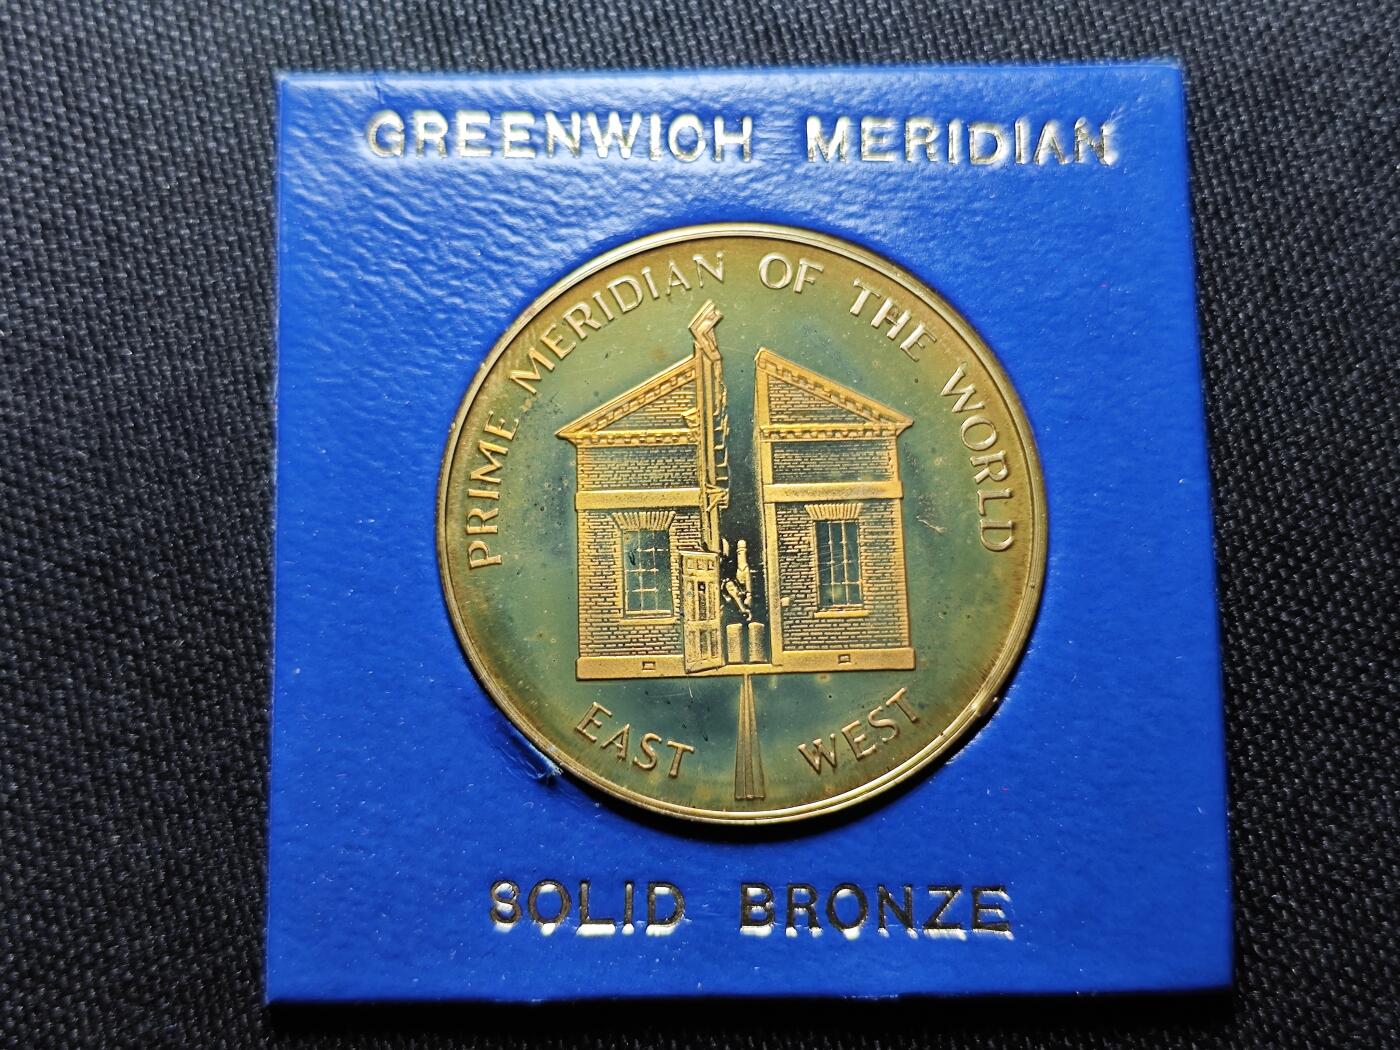 GREENWICH MERIDIAN
PRIME MERIDIAN OF THE WORLD
EAST WEST
SOLID BRONZE